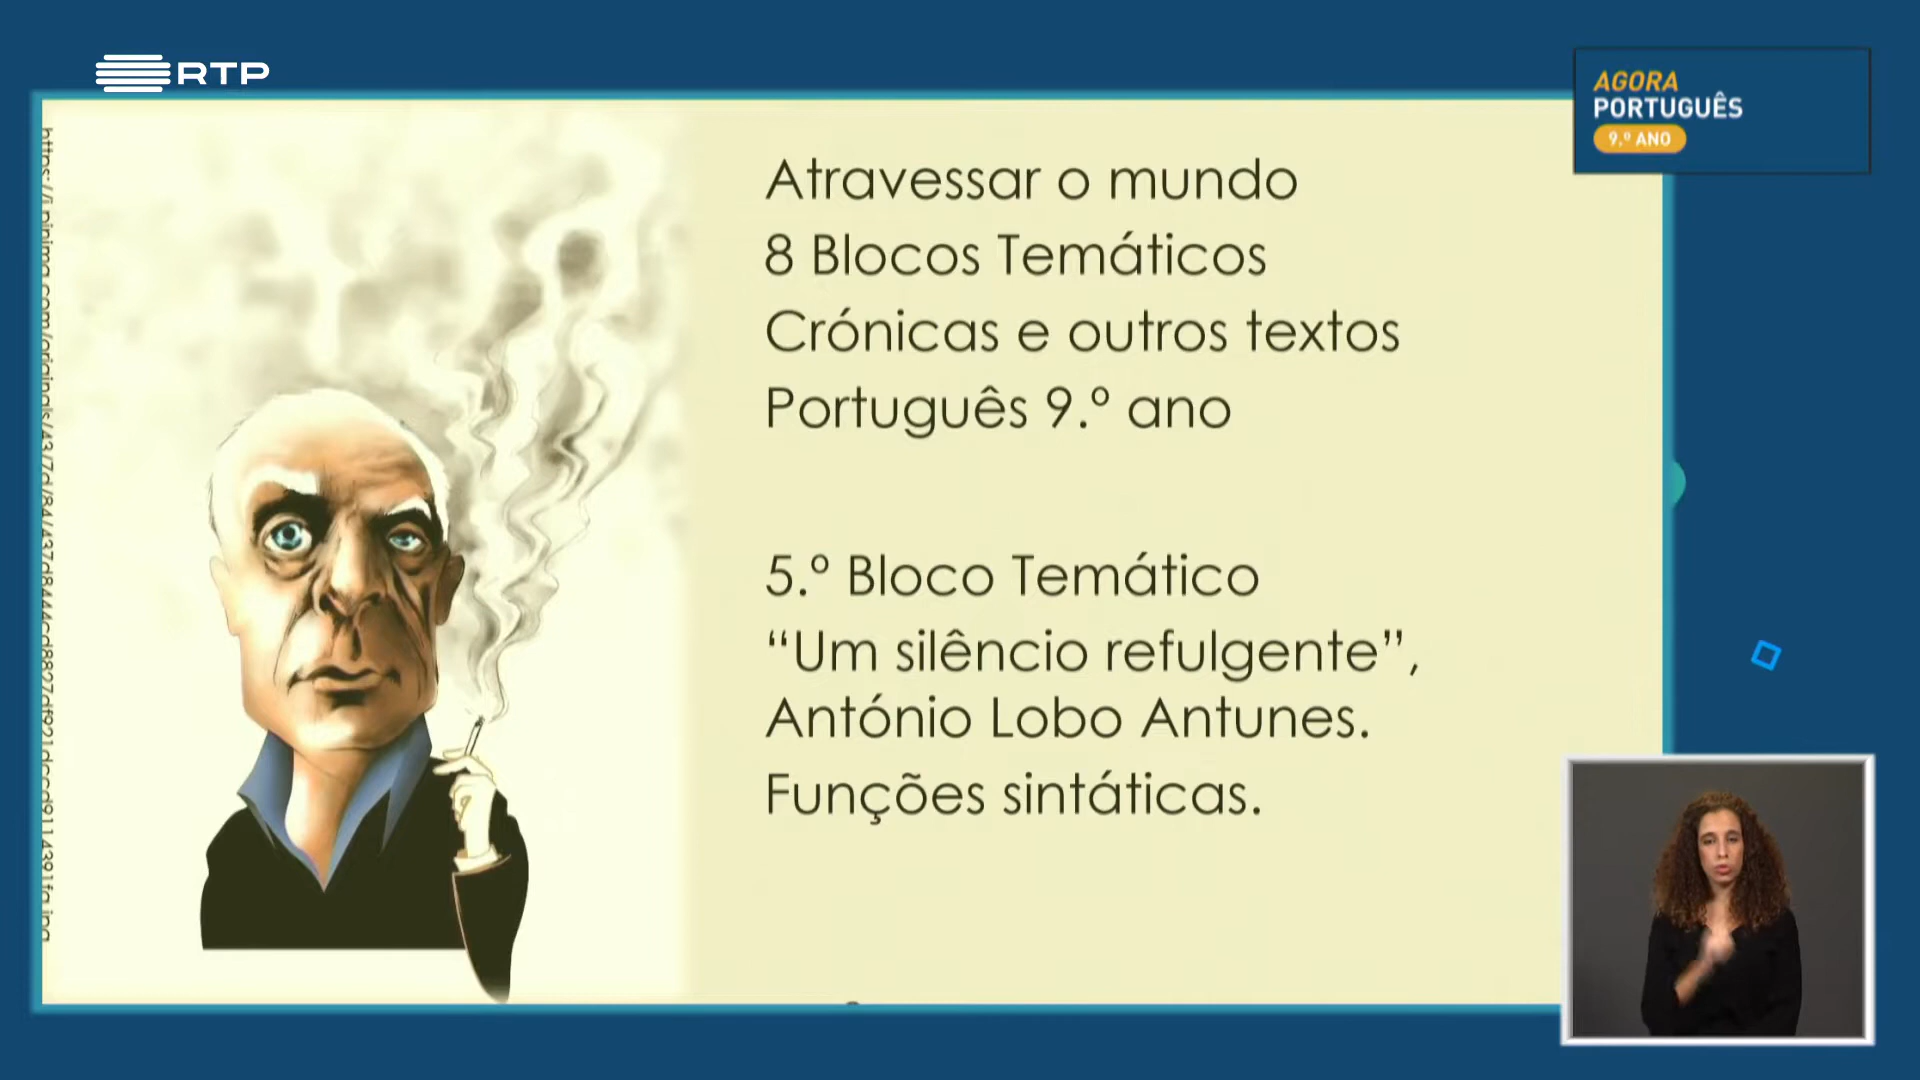 RTP
AGORA
PORTUGUÊS
9.º ANO
Atravessar o mundo
8 Blocos Temáticos
Crónicas e outros textos
Português 9.º ano
5.º Bloco Temático
“Um silêncio refulgente”,
António Lobo Antunes.
Funções sintáticas.